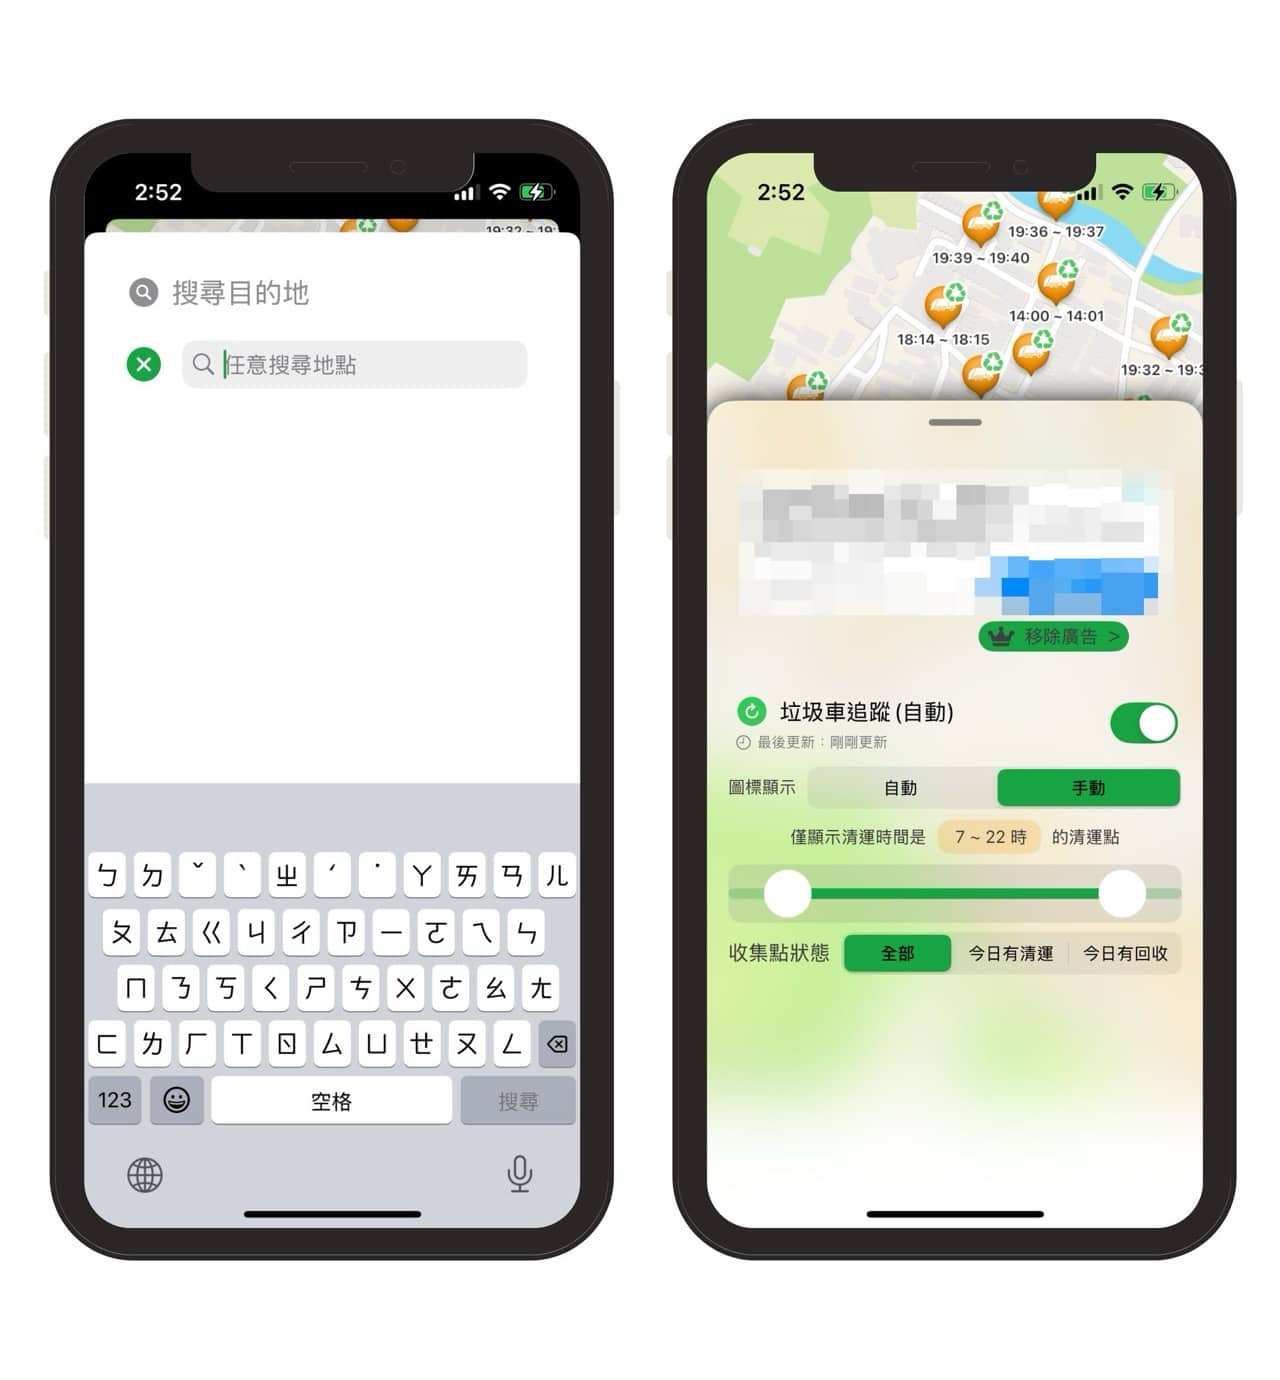 2:52
19:32 ~ 19:
搜尋目的地
任意搜尋地點
ㄅ ㄉ ˇ ˋ ㄓ ˊ ˙ ㄚ ㄞ ㄢ ㄦ
ㄆ ㄊ ㄍ ㄐ ㄔ ㄗ ㄧ ㄛ ㄟ ㄣ
ㄇ ㄋ ㄎ ㄑ ㄕ ㄘ ㄨ ㄜ ㄠ ㄤ
ㄈ ㄌ ㄏ ㄒ ㄖ ㄙ ㄩ ㄝ ㄡ ㄥ
123 空格 搜尋
2:52
19:36 ~ 19:37
19:39 ~ 19:40
14:00 ~ 14:01
18:14 ~ 18:15
19:32 ~ 19:3
移除廣告 >
垃圾車追蹤 (自動)
最後更新：剛剛更新
圖標顯示 自動 手動
僅顯示清運時間是 7 ~ 22 時 的清運點
收集點狀態 全部 今日有清運 今日有回收